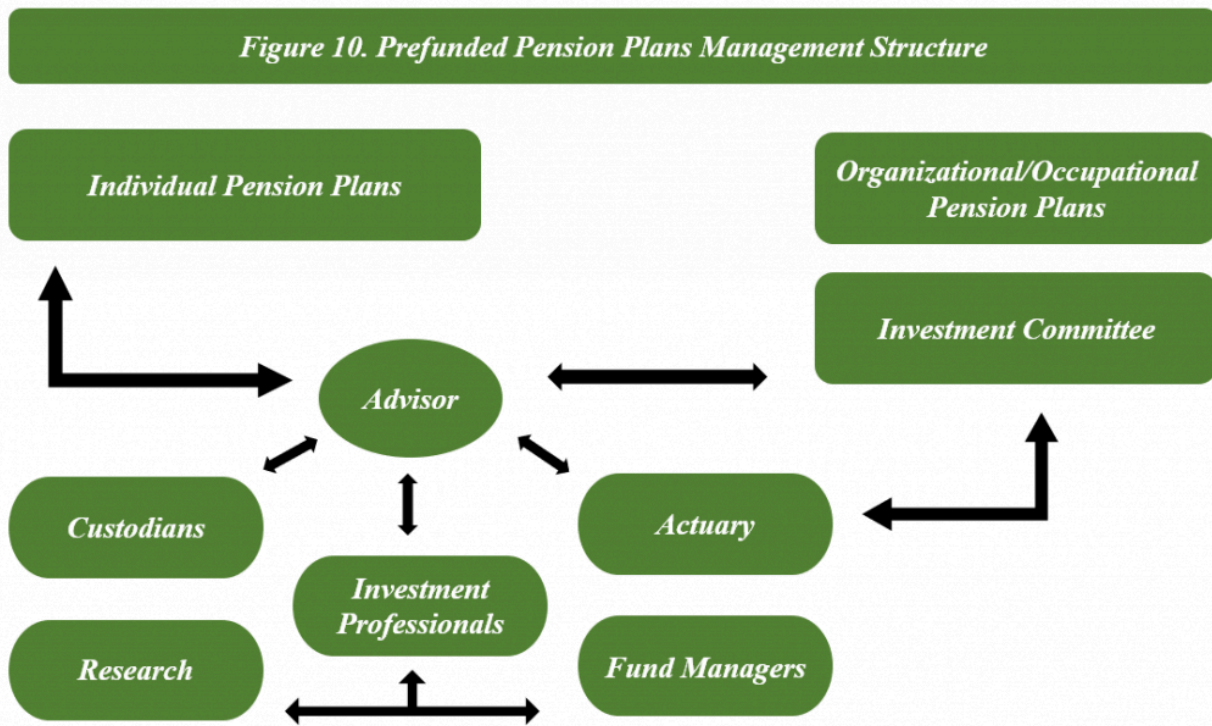 Figure 10. Prefunded Pension Plans Management Structure
Individual Pension Plans
Organizational/Occupational
Pension Plans
Investment Committee
Advisor
Custodians
Actuary
Investment
Professionals
Research
Fund Managers